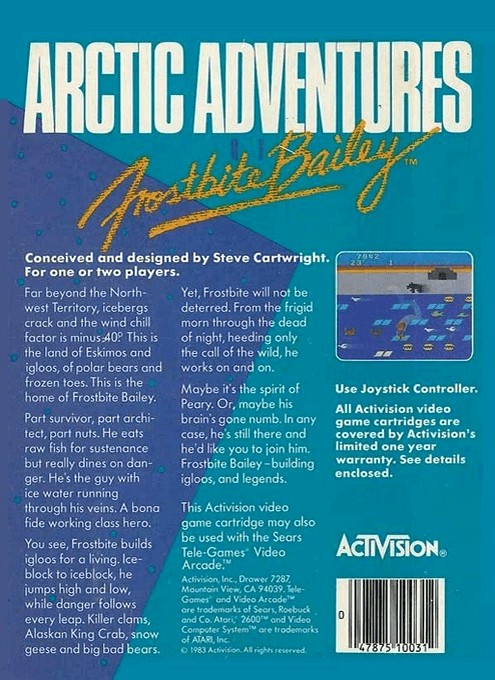 ARCTIC ADVENTURES
OF
Frostbite Bailey™
Conceived and designed by Steve Cartwright.
For one or two players.
Far beyond the North-
west Territory, icebergs
crack and the wind chill
factor is minus 40°. This is
the land of Eskimos and
igloos, of polar bears and
frozen toes. This is the
home of Frostbite Bailey.
Part survivor, part archi-
tect, part nuts. He eats
raw fish for sustenance
but really dines on dan-
ger. He's the guy with
ice water running
through his veins. A bona
fide working class hero.
You see, Frostbite builds
igloos for a living. Ice-
block to iceblock, he
jumps high and low,
while danger follows
every leap. Killer clams,
Alaskan King Crab, snow
geese and big bad bears.
Yet, Frostbite will not be
deterred. From the frigid
morn through the dead
of night, heeding only
the call of the wild, he
works on and on.
Maybe it's the spirit of
Peary. Or, maybe his
brain's gone numb. In any
case, he's still there and
he'd like you to join him.
Frostbite Bailey–building
igloos, and legends.
This Activision video
game cartridge may also
be used with the Sears
Tele-Games® Video
Arcade.™
Activision, Inc., Drawer 7287,
Mountain View, CA 94039. Tele-
Games® and Video Arcade™
are trademarks of Sears, Roebuck
and Co. Atari,® 2600™ and Video
Computer System™ are trademarks
of ATARI, Inc.
© 1983 Activision. All rights reserved.
7842
23° 1
Use Joystick Controller.
All Activision video
game cartridges are
covered by Activision's
limited one year
warranty. See details
enclosed.
ACTIVISION®
0
47875 10031